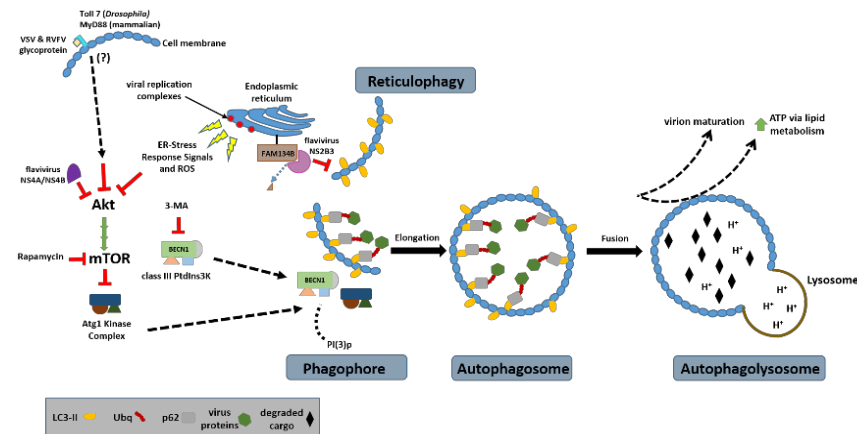 Toll 7 (Drosophila)
MyD88 (mammalian)
VSV & RVFV
glycoprotein
Cell membrane
(?)
viral replication
complexes
Endoplasmic
reticulum
Reticulophagy
ER-Stress
Response Signals
and ROS
FAM134B
flavivirus
NS2B3
flavivirus
NS4A/NS4B
Akt
3-MA
BECN1
class III PtdIns3K
Rapamycin
mTOR
Atg1 Kinase
Complex
BECN1
PI(3)p
Phagophore
Elongation
Autophagosome
Fusion
virion maturation
ATP via lipid
metabolism
H+
H+
H+
H+
H+
Lysosome
H+
H+
H+
H+
Autophagolysosome
LC3-II
Ubq
p62
virus
proteins
degraded
cargo